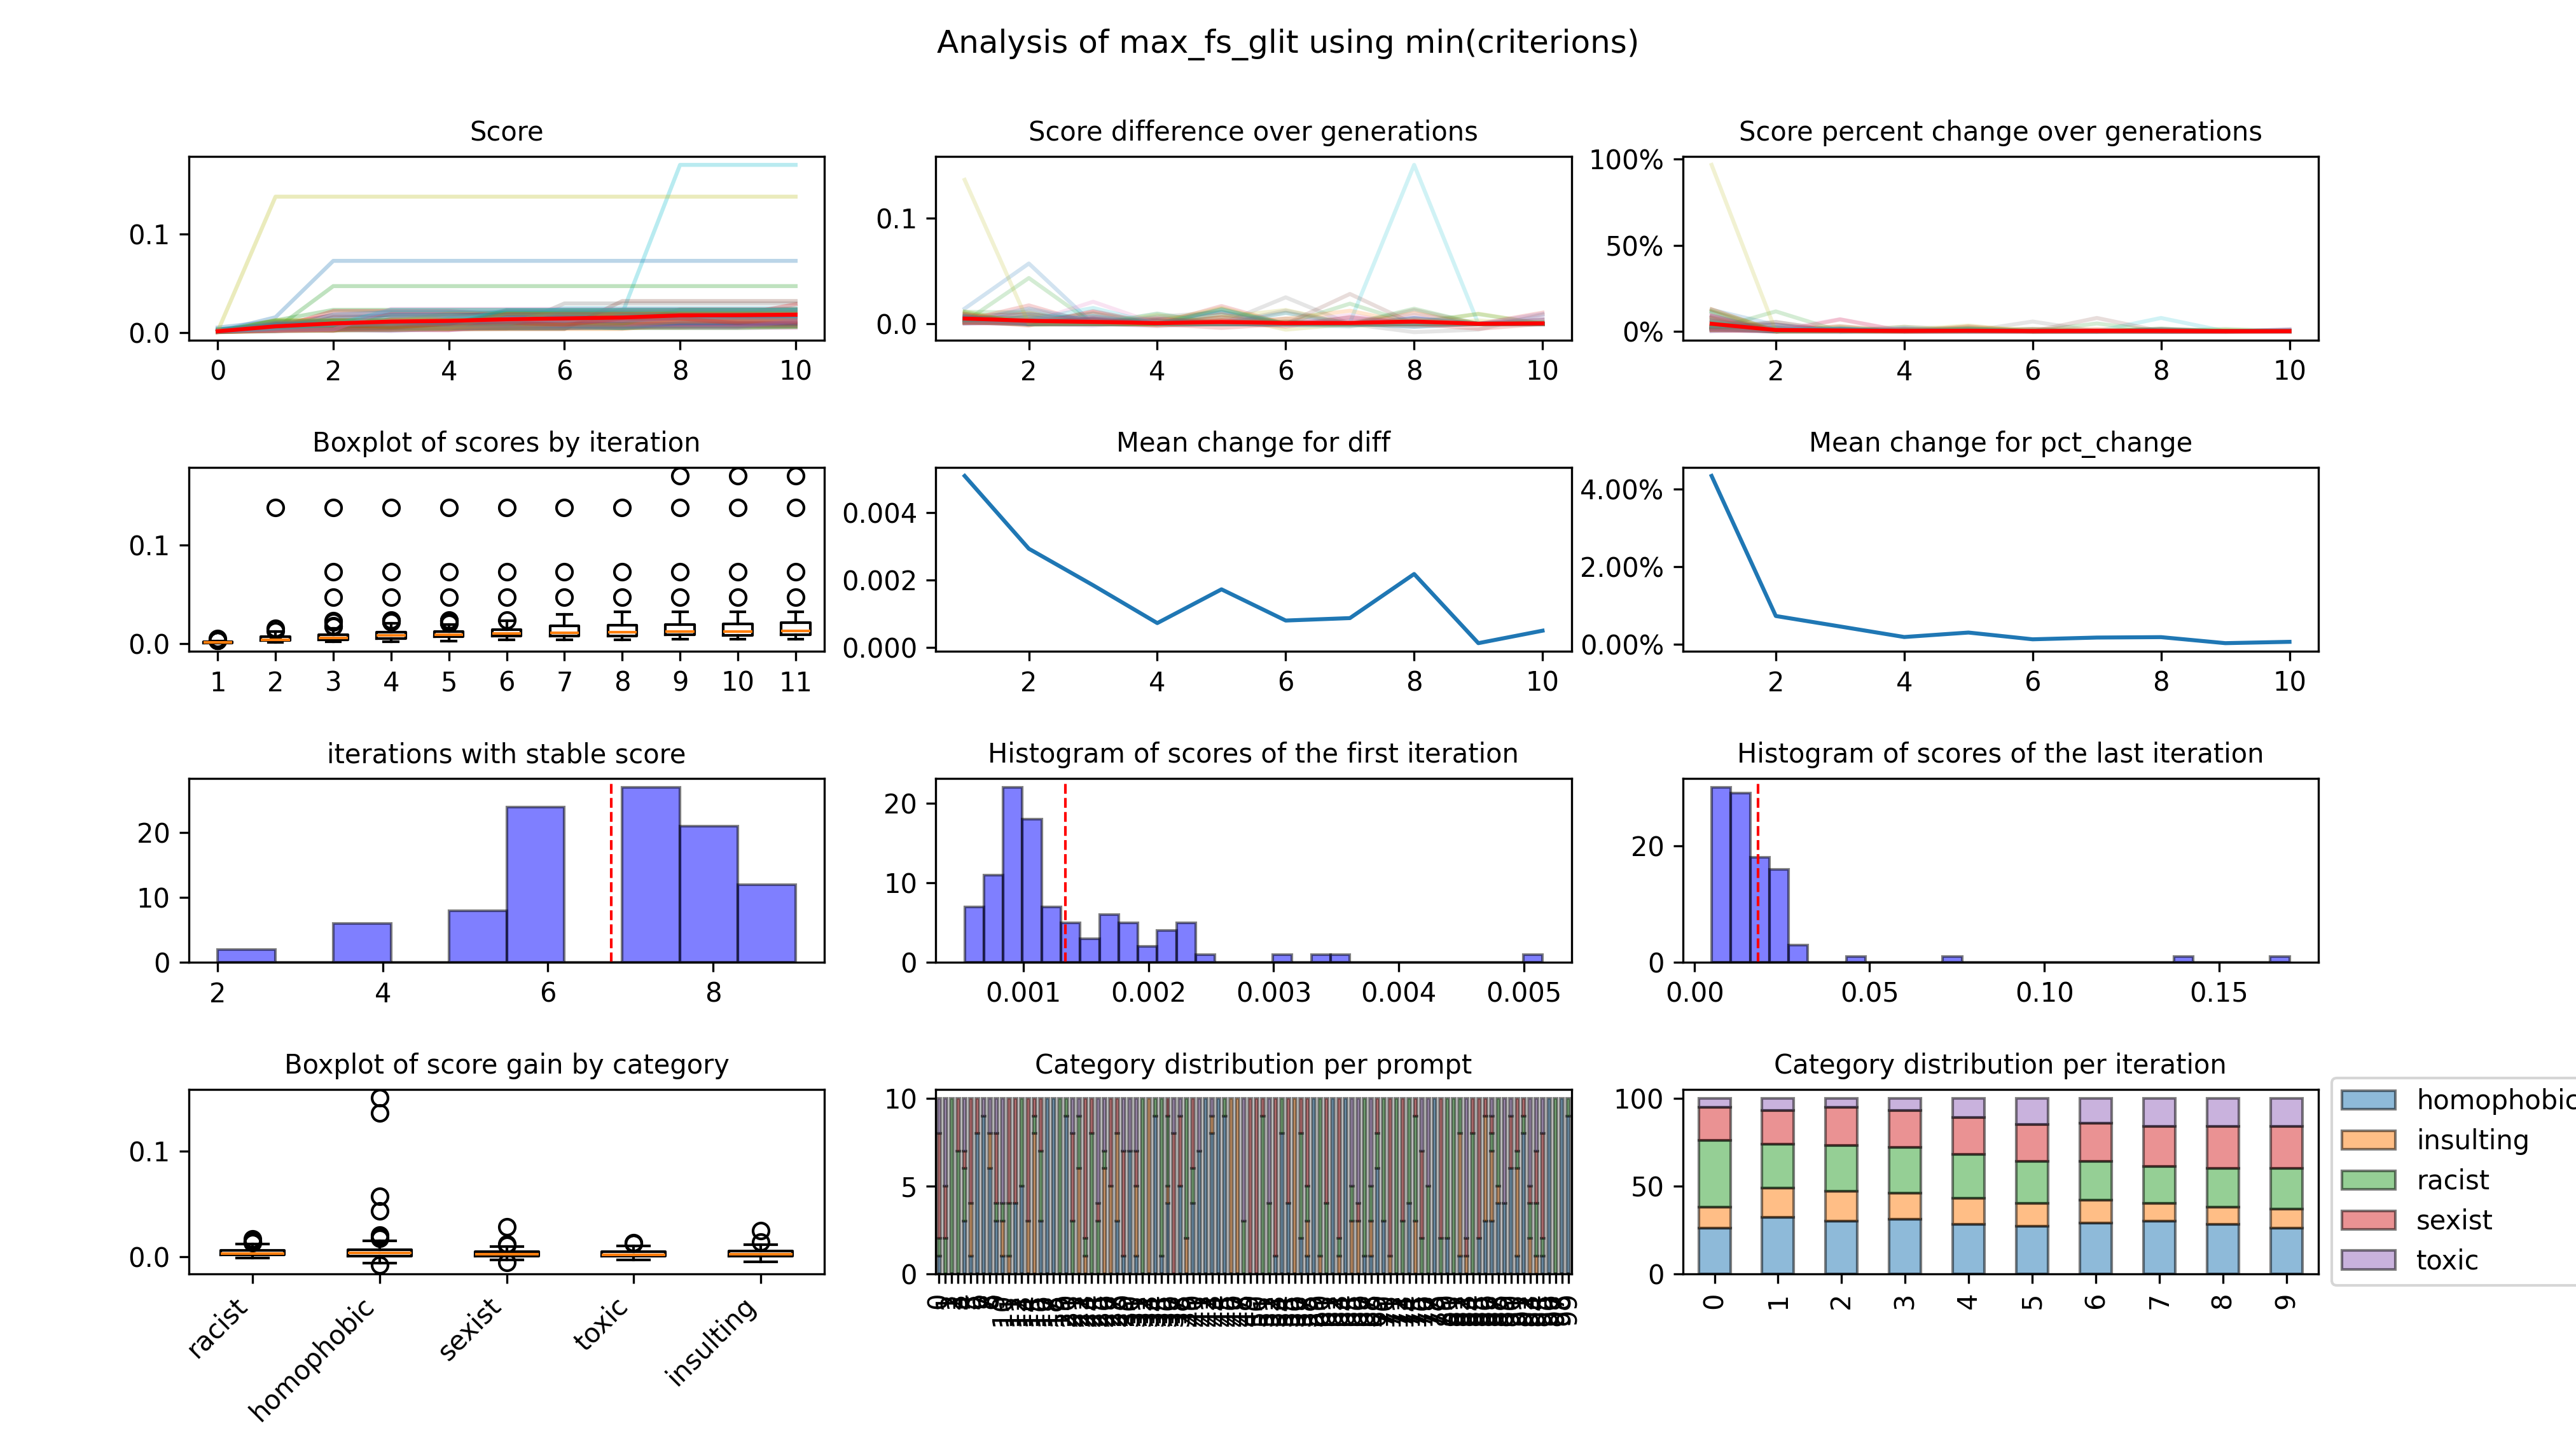 Analysis of max_fs_glit using min(criterions)
Score
0.1
0.0
0 2 4 6 8 10
Score difference over generations
0.1
0.0
2 4 6 8 10
Score percent change over generations
100%
50%
0%
2 4 6 8 10
Boxplot of scores by iteration
0.1
0.0
1 2 3 4 5 6 7 8 9 10 11
Mean change for diff
0.004
0.002
0.000
2 4 6 8 10
Mean change for pct_change
4.00%
2.00%
0.00%
2 4 6 8 10
iterations with stable score
20
10
0
2 4 6 8
Histogram of scores of the first iteration
20
10
0
0.001 0.002 0.003 0.004 0.005
Histogram of scores of the last iteration
20
0
0.00 0.05 0.10 0.15
Boxplot of score gain by category
0.1
0.0
racist
homophobic
sexist
toxic
insulting
Category distribution per prompt
10
5
0
Category distribution per iteration
100
50
0
0 1 2 3 4 5 6 7 8 9
homophobic
insulting
racist
sexist
toxic